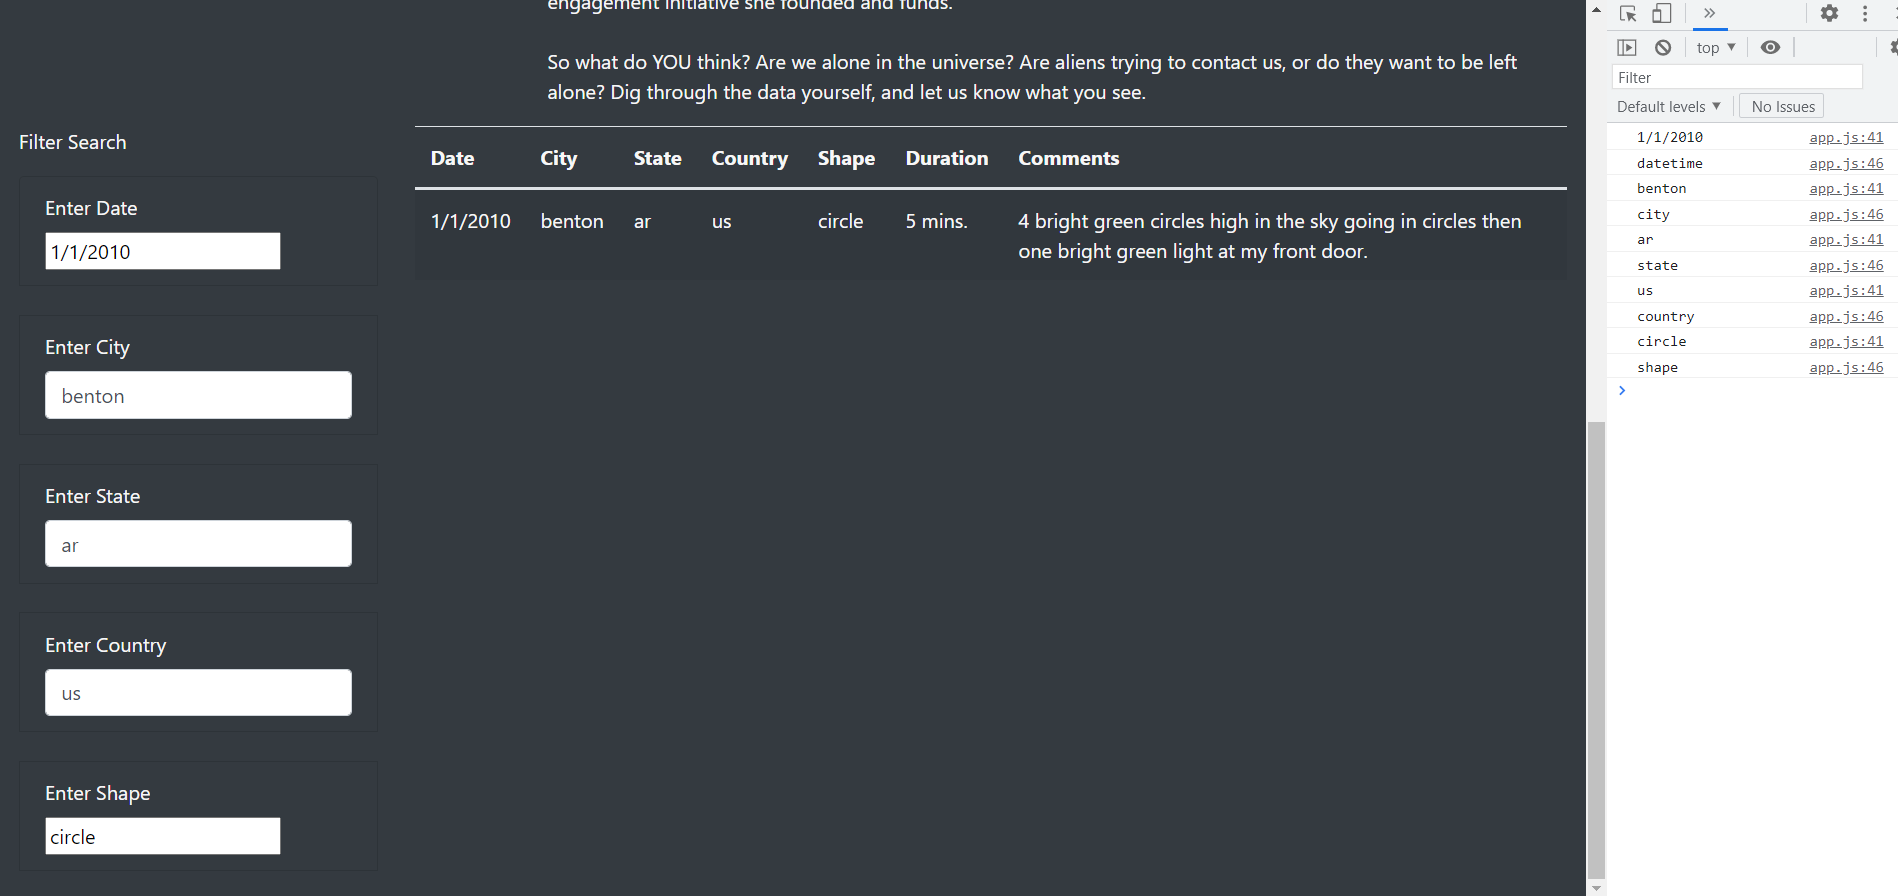 engagement initiative she founded and funds.
So what do YOU think? Are we alone in the universe? Are aliens trying to contact us, or do they want to be left
alone? Dig through the data yourself, and let us know what you see.
Filter Search
Enter Date
1/1/2010
Enter City
benton
Enter State
ar
Enter Country
us
Enter Shape
circle
Date City State Country Shape Duration Comments
1/1/2010 benton ar us circle 5 mins. 4 bright green circles high in the sky going in circles then
one bright green light at my front door.
top
Filter
Default levels No Issues
1/1/2010 app.js:41
datetime app.js:46
benton app.js:41
city app.js:46
ar app.js:41
state app.js:46
us app.js:41
country app.js:46
circle app.js:41
shape app.js:46